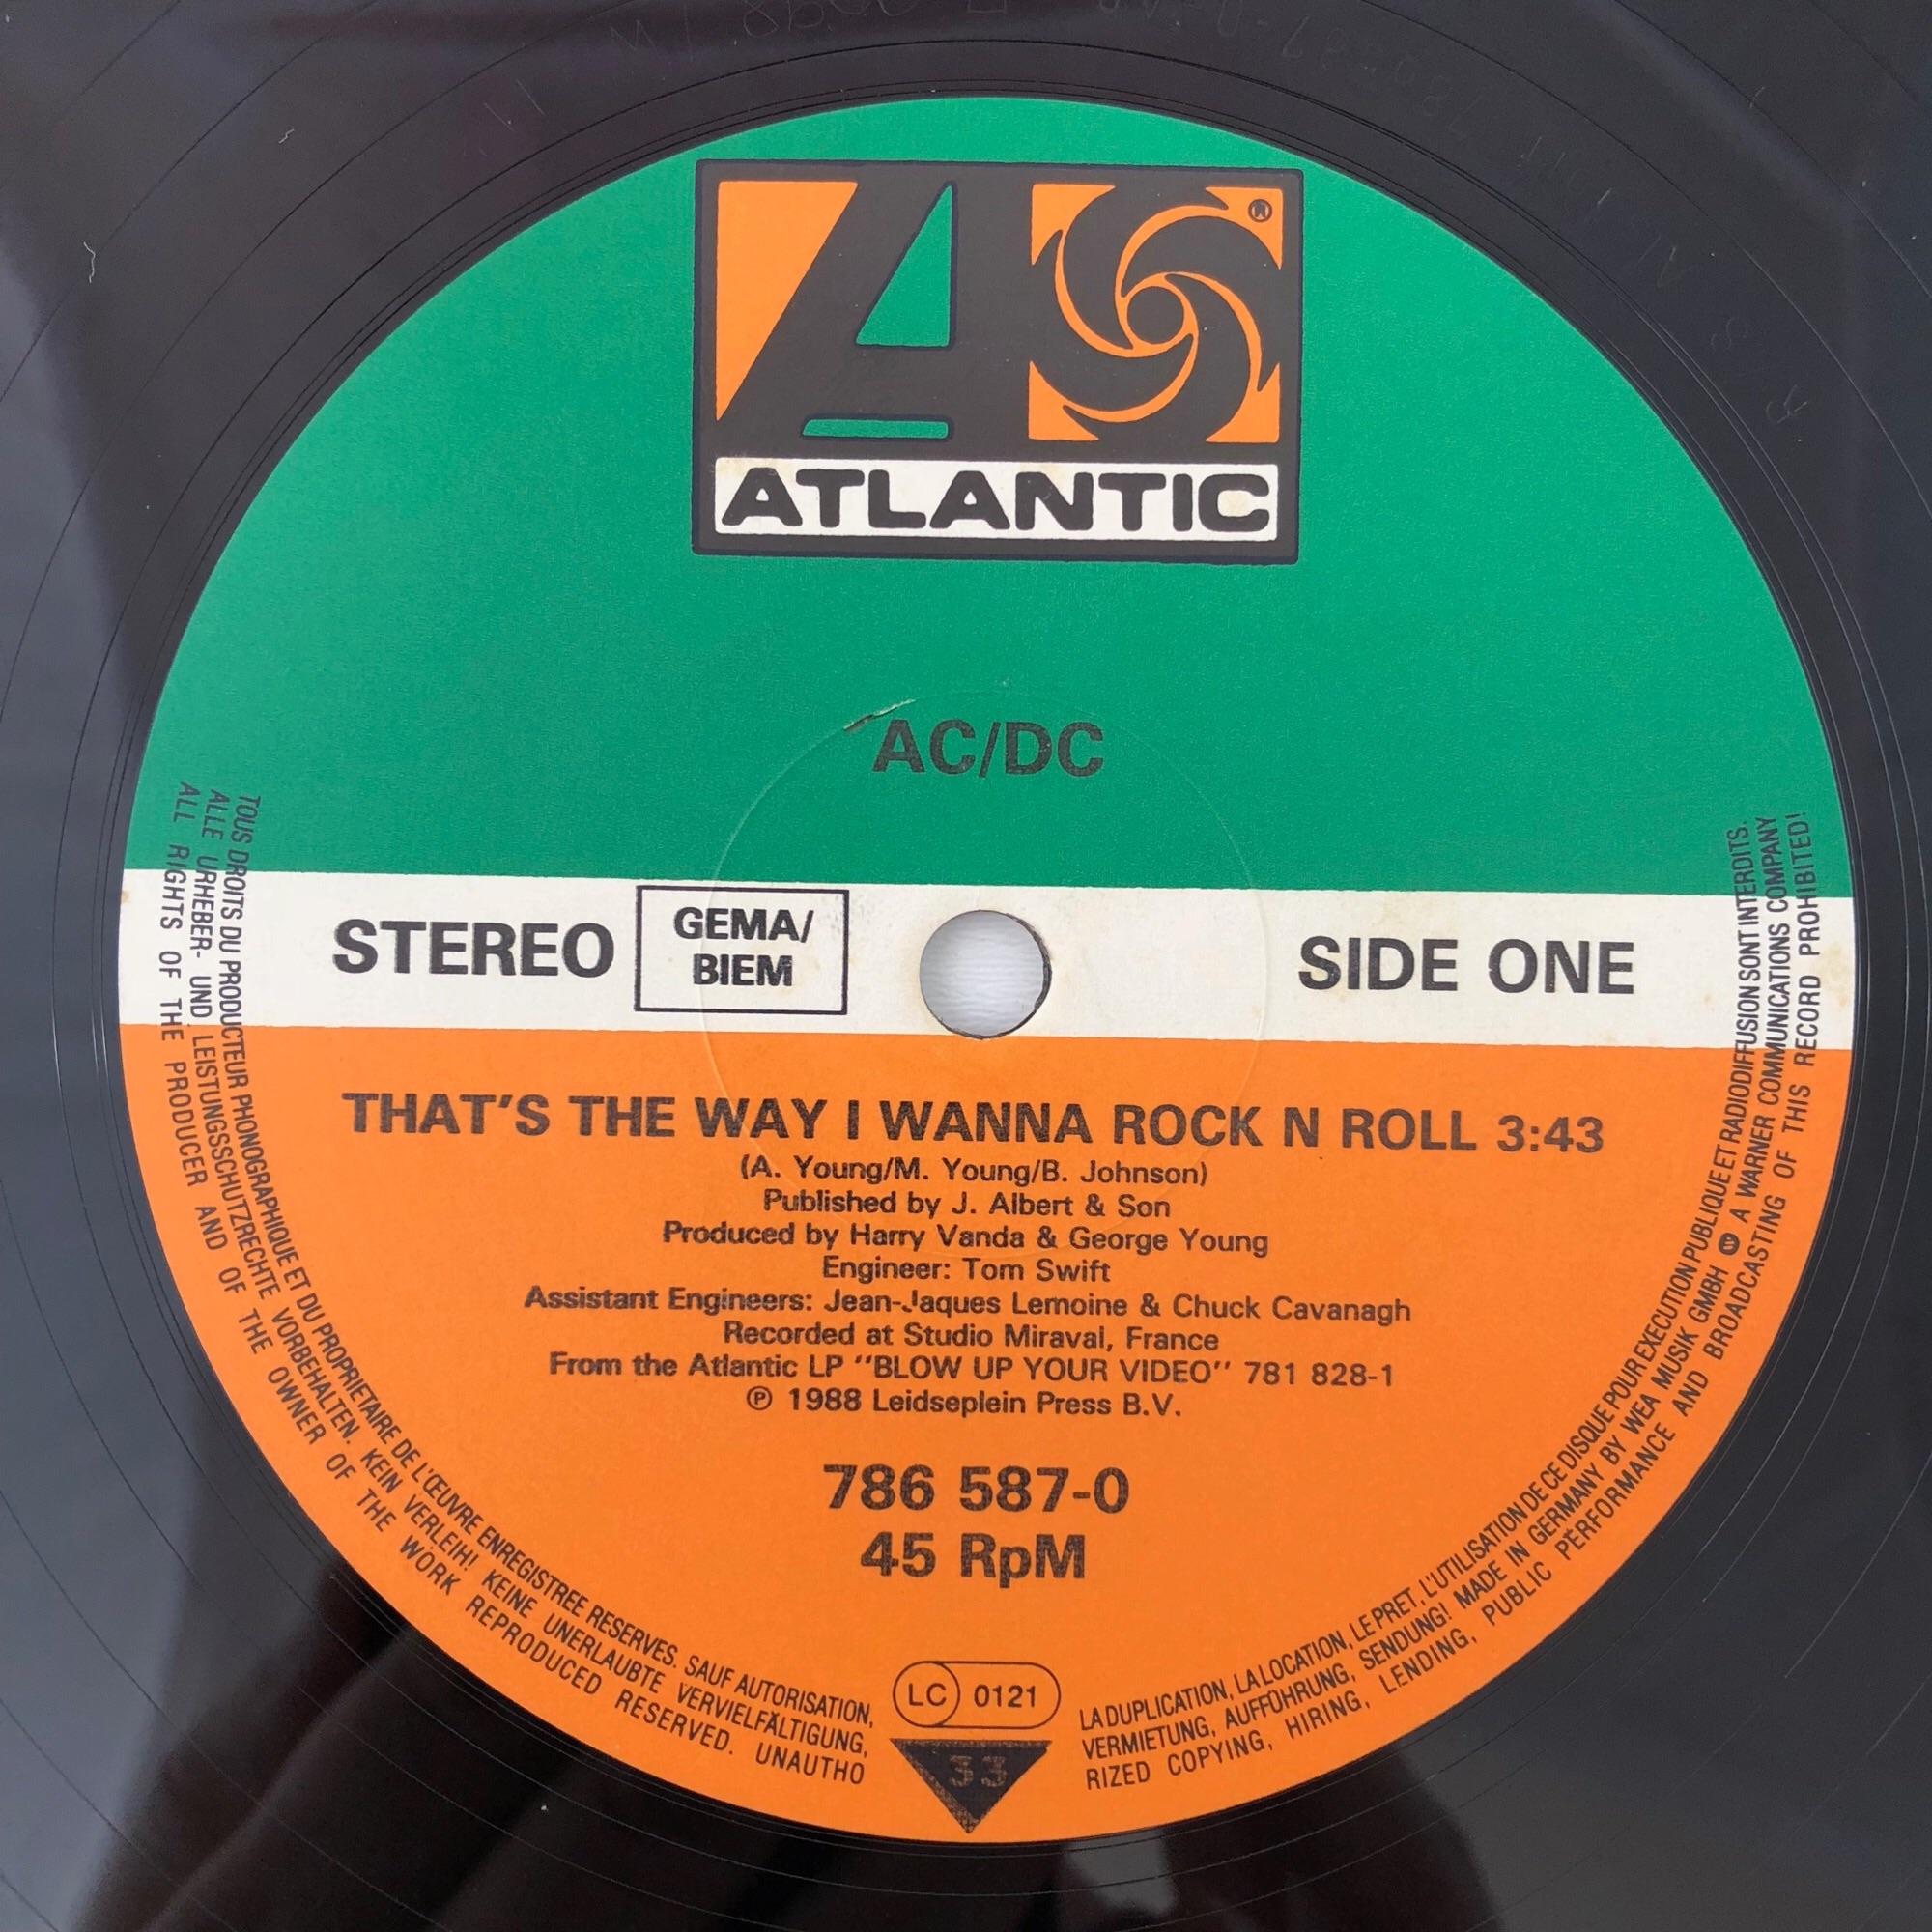 ATLANTIC
AC/DC
STEREO
GEMA/
BIEM
SIDE ONE
THAT'S THE WAY I WANNA ROCK N ROLL 3:43
(A. Young/M. Young/B. Johnson)
Published by J. Albert & Son
Produced by Harry Vanda & George Young
Engineer: Tom Swift
Assistant Engineers: Jean-Jaques Lemoine & Chuck Cavanagh
Recorded at Studio Miraval, France
From the Atlantic LP "BLOW UP YOUR VIDEO" 781 828-1
℗ 1988 Leidseplein Press B.V.
786 587-0
45 RpM
LC 0121
33
TOUS DROITS DU PRODUCTEUR PHONOGRAPHIQUE ET DU PROPRIETAIRE DE L'ŒUVRE ENREGISTREE RESERVES. SAUF AUTORISATION, LA DUPLICATION, LA LOCATION, LE PRET, L'UTILISATION DE CE DISQUE POUR EXECUTION PUBLIQUE ET RADIODIFFUSION SONT INTERDITS.
ALLE URHEBER- UND LEISTUNGSSCHUTZRECHTE VORBEHALTEN. KEIN VERLEIH! KEINE UNERLAUBTE VERVIELFÄLTIGUNG, VERMIETUNG, AUFFÜHRUNG, SENDUNG! MADE IN GERMANY BY WEA MUSIK GMBH A WARNER COMMUNICATIONS COMPANY
ALL RIGHTS OF THE PRODUCER AND OF THE OWNER OF THE WORK REPRODUCED RESERVED. UNAUTHORIZED COPYING, HIRING, LENDING, PUBLIC PERFORMANCE AND BROADCASTING OF THIS RECORD PROHIBITED!